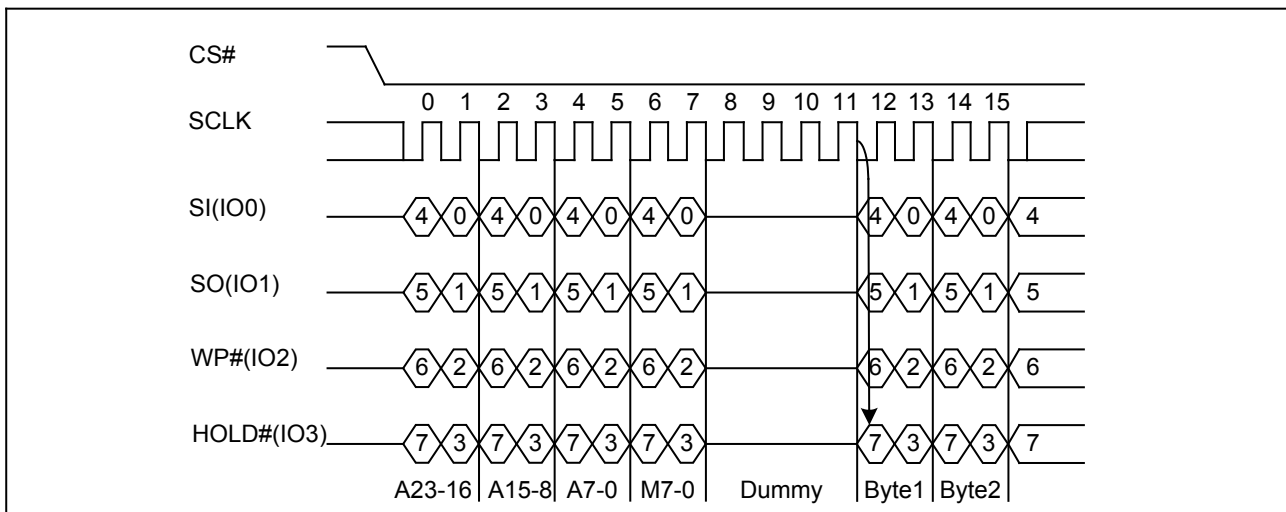 CS#
0 1 2 3 4 5 6 7 8 9 10 11 12 13 14 15
SCLK
SI(IO0) 4 0 4 0 4 0 4 0 4 0 4 0 4
SO(IO1) 5 1 5 1 5 1 5 1 5 1 5 1 5
WP#(IO2) 6 2 6 2 6 2 6 2 6 2 6 2 6
HOLD#(IO3) 7 3 7 3 7 3 7 3 7 3 7 3 7
A23-16 A15-8 A7-0 M7-0 Dummy Byte1 Byte2